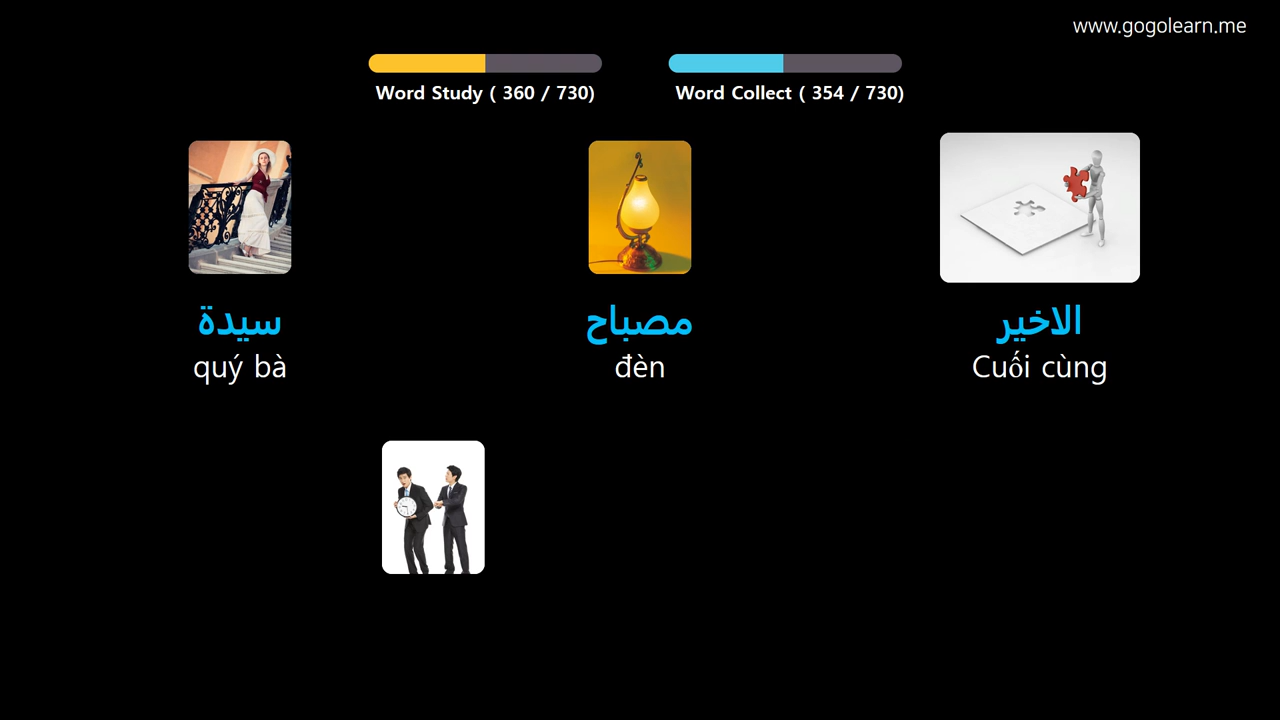 www.gogolearn.me
Word Study ( 360 / 730)
Word Collect ( 354 / 730)
سيدة
quý bà
مصباح
đèn
الاخير
Cuối cùng